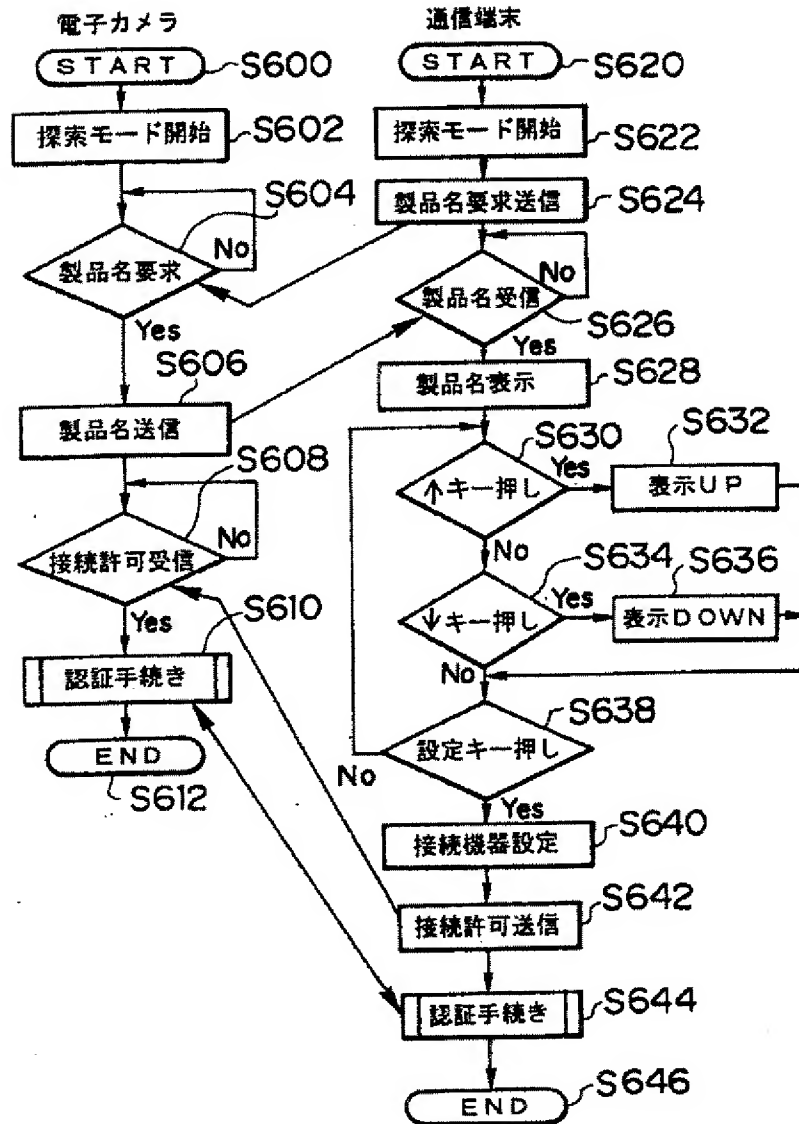 電子カメラ
START
S600
探索モード開始
S602
S604
製品名要求
No
Yes
S606
製品名送信
S608
接続許可受信
No
Yes
S610
認証手続き
END
S612
通信端末
START
S620
探索モード開始
S622
製品名要求送信
S624
No
製品名受信
S626
Yes
製品名表示
S628
S630
↑キー押し
Yes
S632
表示UP
No
S634
↓キー押し
Yes
S636
表示DOWN
No
S638
設定キー押し
No
Yes
接続機器設定
S640
接続許可送信
S642
認証手続き
S644
END
S646